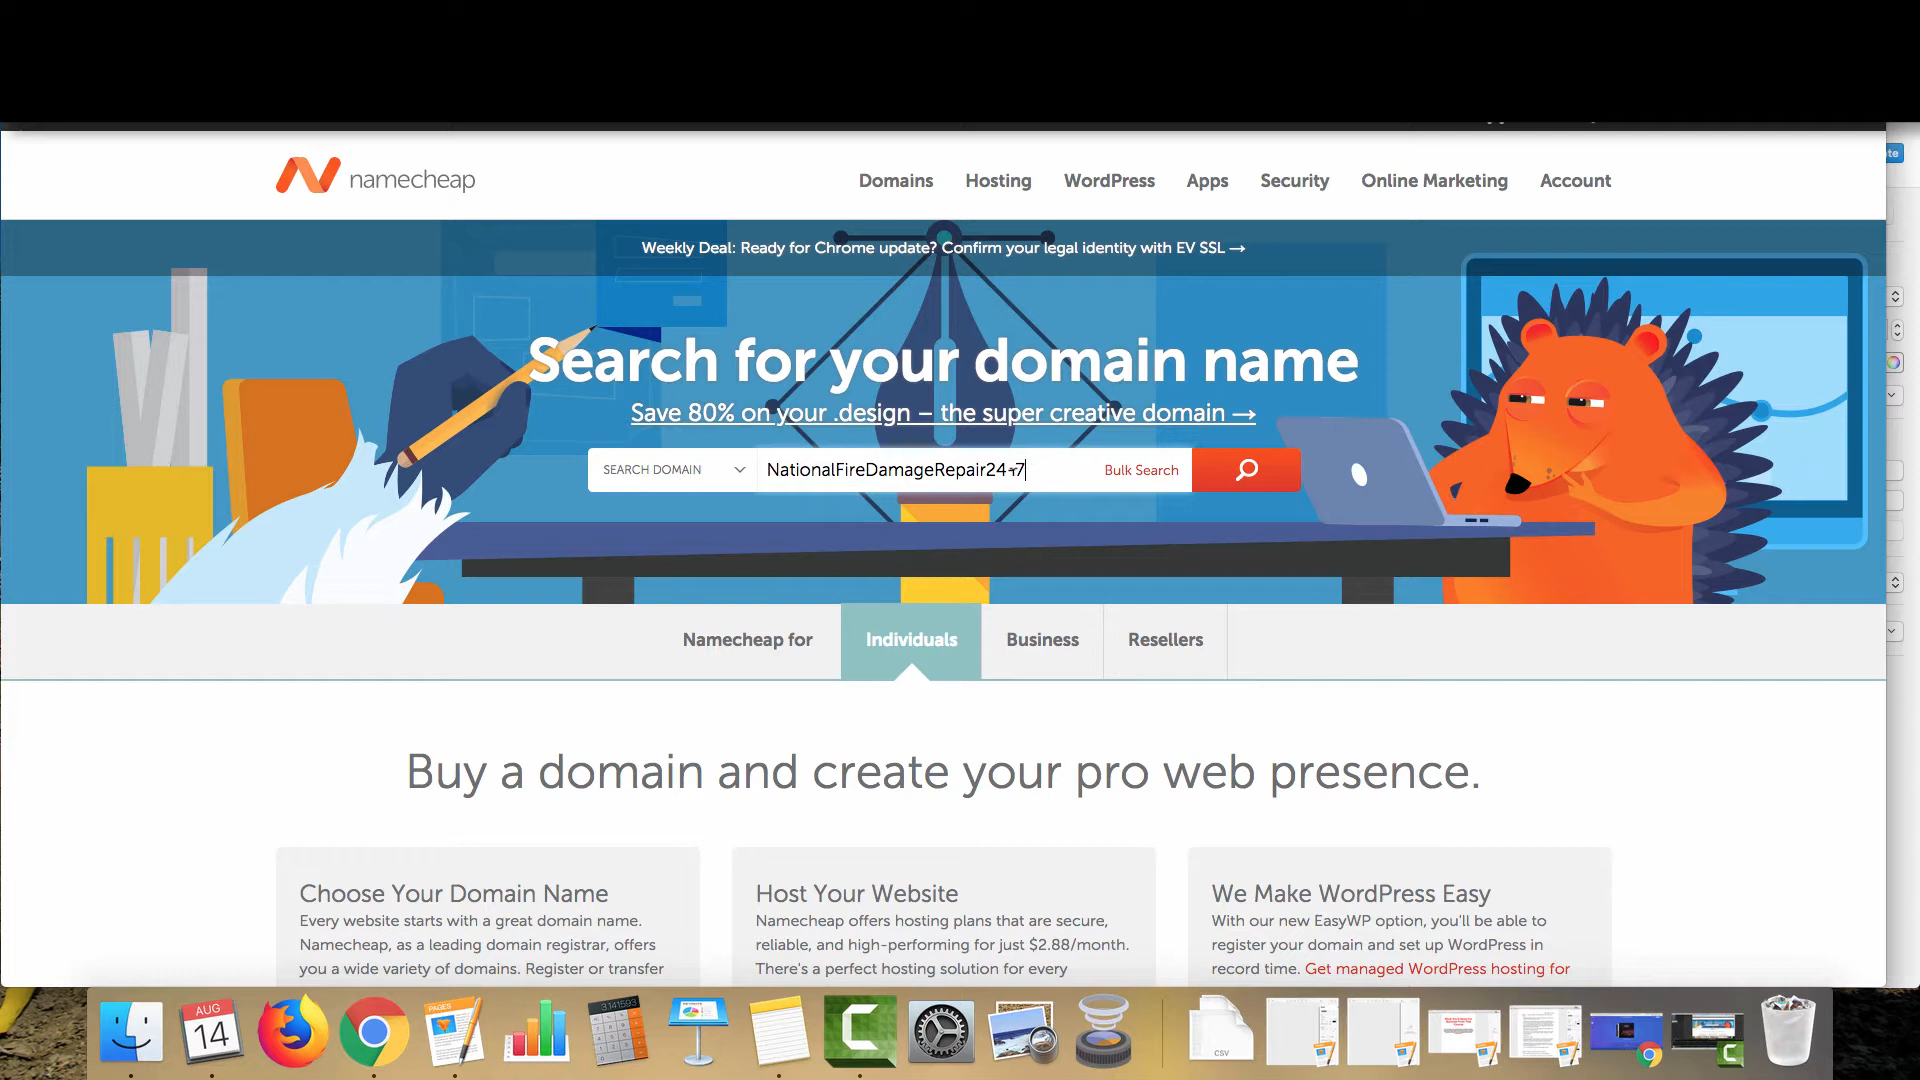 namecheap
Domains
Hosting
WordPress
Apps
Security
Online Marketing
Account
Weekly Deal: Ready for Chrome update? Confirm your legal identity with EV SSL →
Search for your domain name
Save 80% on your .design – the super creative domain →
SEARCH DOMAIN
NationalFireDamageRepair24-7
Bulk Search
Namecheap for
Individuals
Business
Resellers
Buy a domain and create your pro web presence.
Choose Your Domain Name
Every website starts with a great domain name.
Namecheap, as a leading domain registrar, offers
you a wide variety of domains. Register or transfer
Host Your Website
Namecheap offers hosting plans that are secure,
reliable, and high-performing for just $2.88/month.
There's a perfect hosting solution for every
We Make WordPress Easy
With our new EasyWP option, you'll be able to
register your domain and set up WordPress in
record time. Get managed WordPress hosting for
AUG
14
PAGES
3.141593
CSV